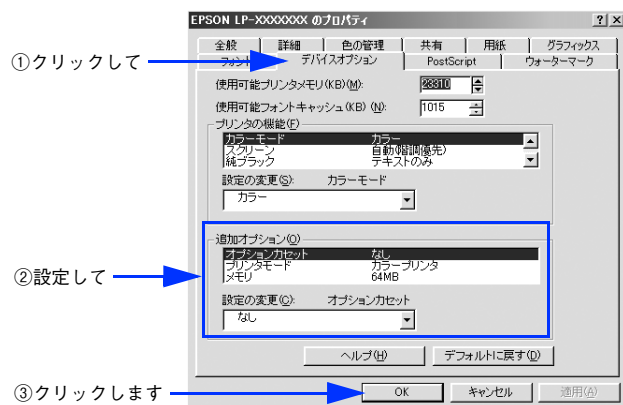 EPSON LP-XXXXXXX のプロパティ
全般 詳細 色の管理 共有 用紙 グラフィックス
フォント デバイスオプション PostScript ウォーターマーク
①クリックして
使用可能プリンタメモリ(KB)(M): 23310
使用可能フォントキャッシュ(KB) (N): 1015
プリンタの機能(F)
カラーモード カラー
スクリーン 自動(階調優先)
純ブラック テキストのみ
設定の変更(S): カラーモード
カラー
追加オプション(O)
オプションカセット なし
プリンタモード カラープリンタ
メモリ 64MB
②設定して
設定の変更(C): オプションカセット
なし
ヘルプ(H) デフォルトに戻す(D)
③クリックします
OK キャンセル 適用(A)